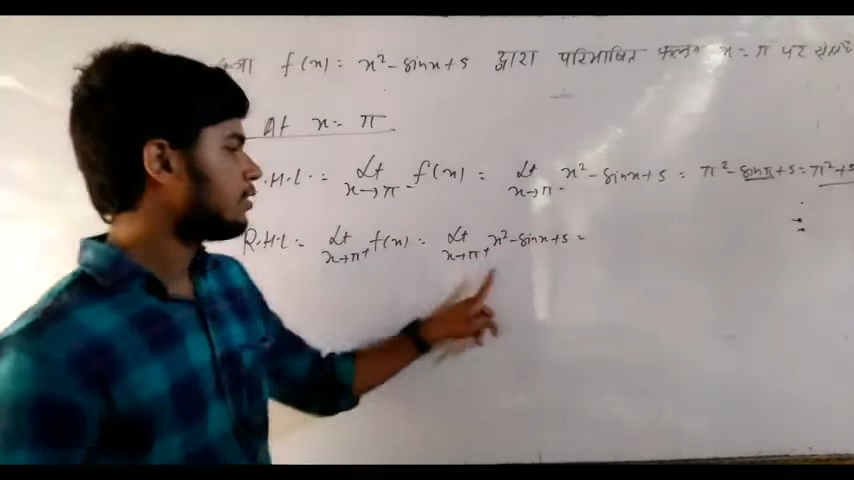 f(x) = x² - sinx + 5 द्वारा परिभाषित फलन x = π पर
At x = π
.H.L. = Lt x→π- f(x) = Lt x→π- x² - sinx + 5 = π² - sinπ + 5 = π² + 5
R.H.L = Lt x→π+ f(x) = Lt x→π+ x² - sinx + 5 =